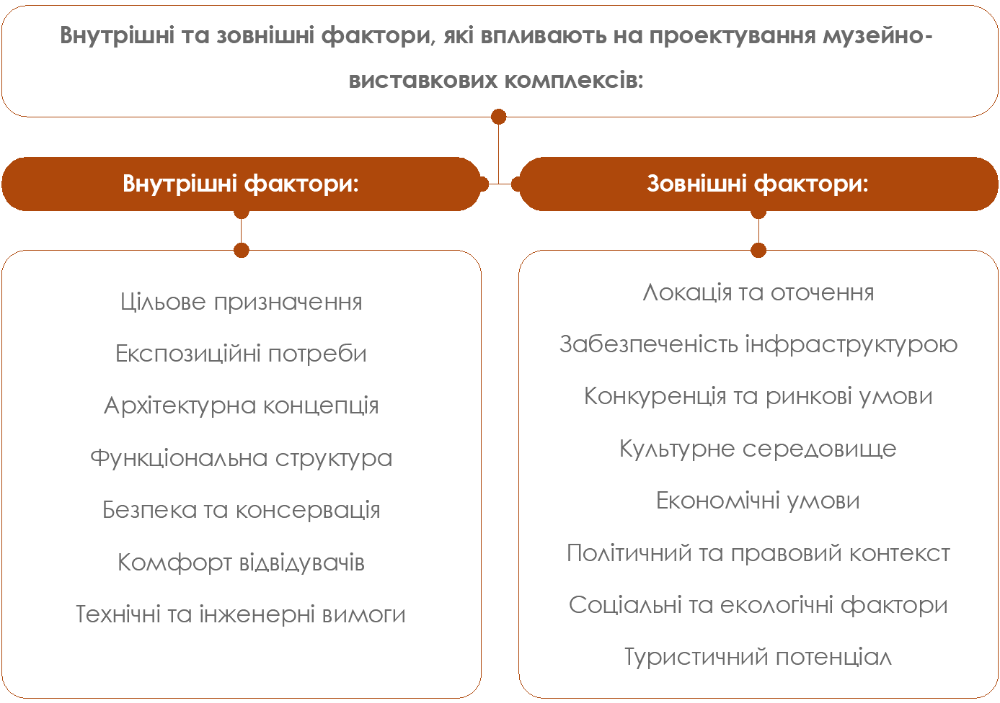 Внутрішні та зовнішні фактори, які впливають на проектування музейно-
виставкових комплексів:
Внутрішні фактори:
Цільове призначення
Експозиційні потреби
Архітектурна концепція
Функціональна структура
Безпека та консервація
Комфорт відвідувачів
Технічні та інженерні вимоги
Зовнішні фактори:
Локація та оточення
Забезпеченість інфраструктурою
Конкуренція та ринкові умови
Культурне середовище
Економічні умови
Політичний та правовий контекст
Соціальні та екологічні фактори
Туристичний потенціал